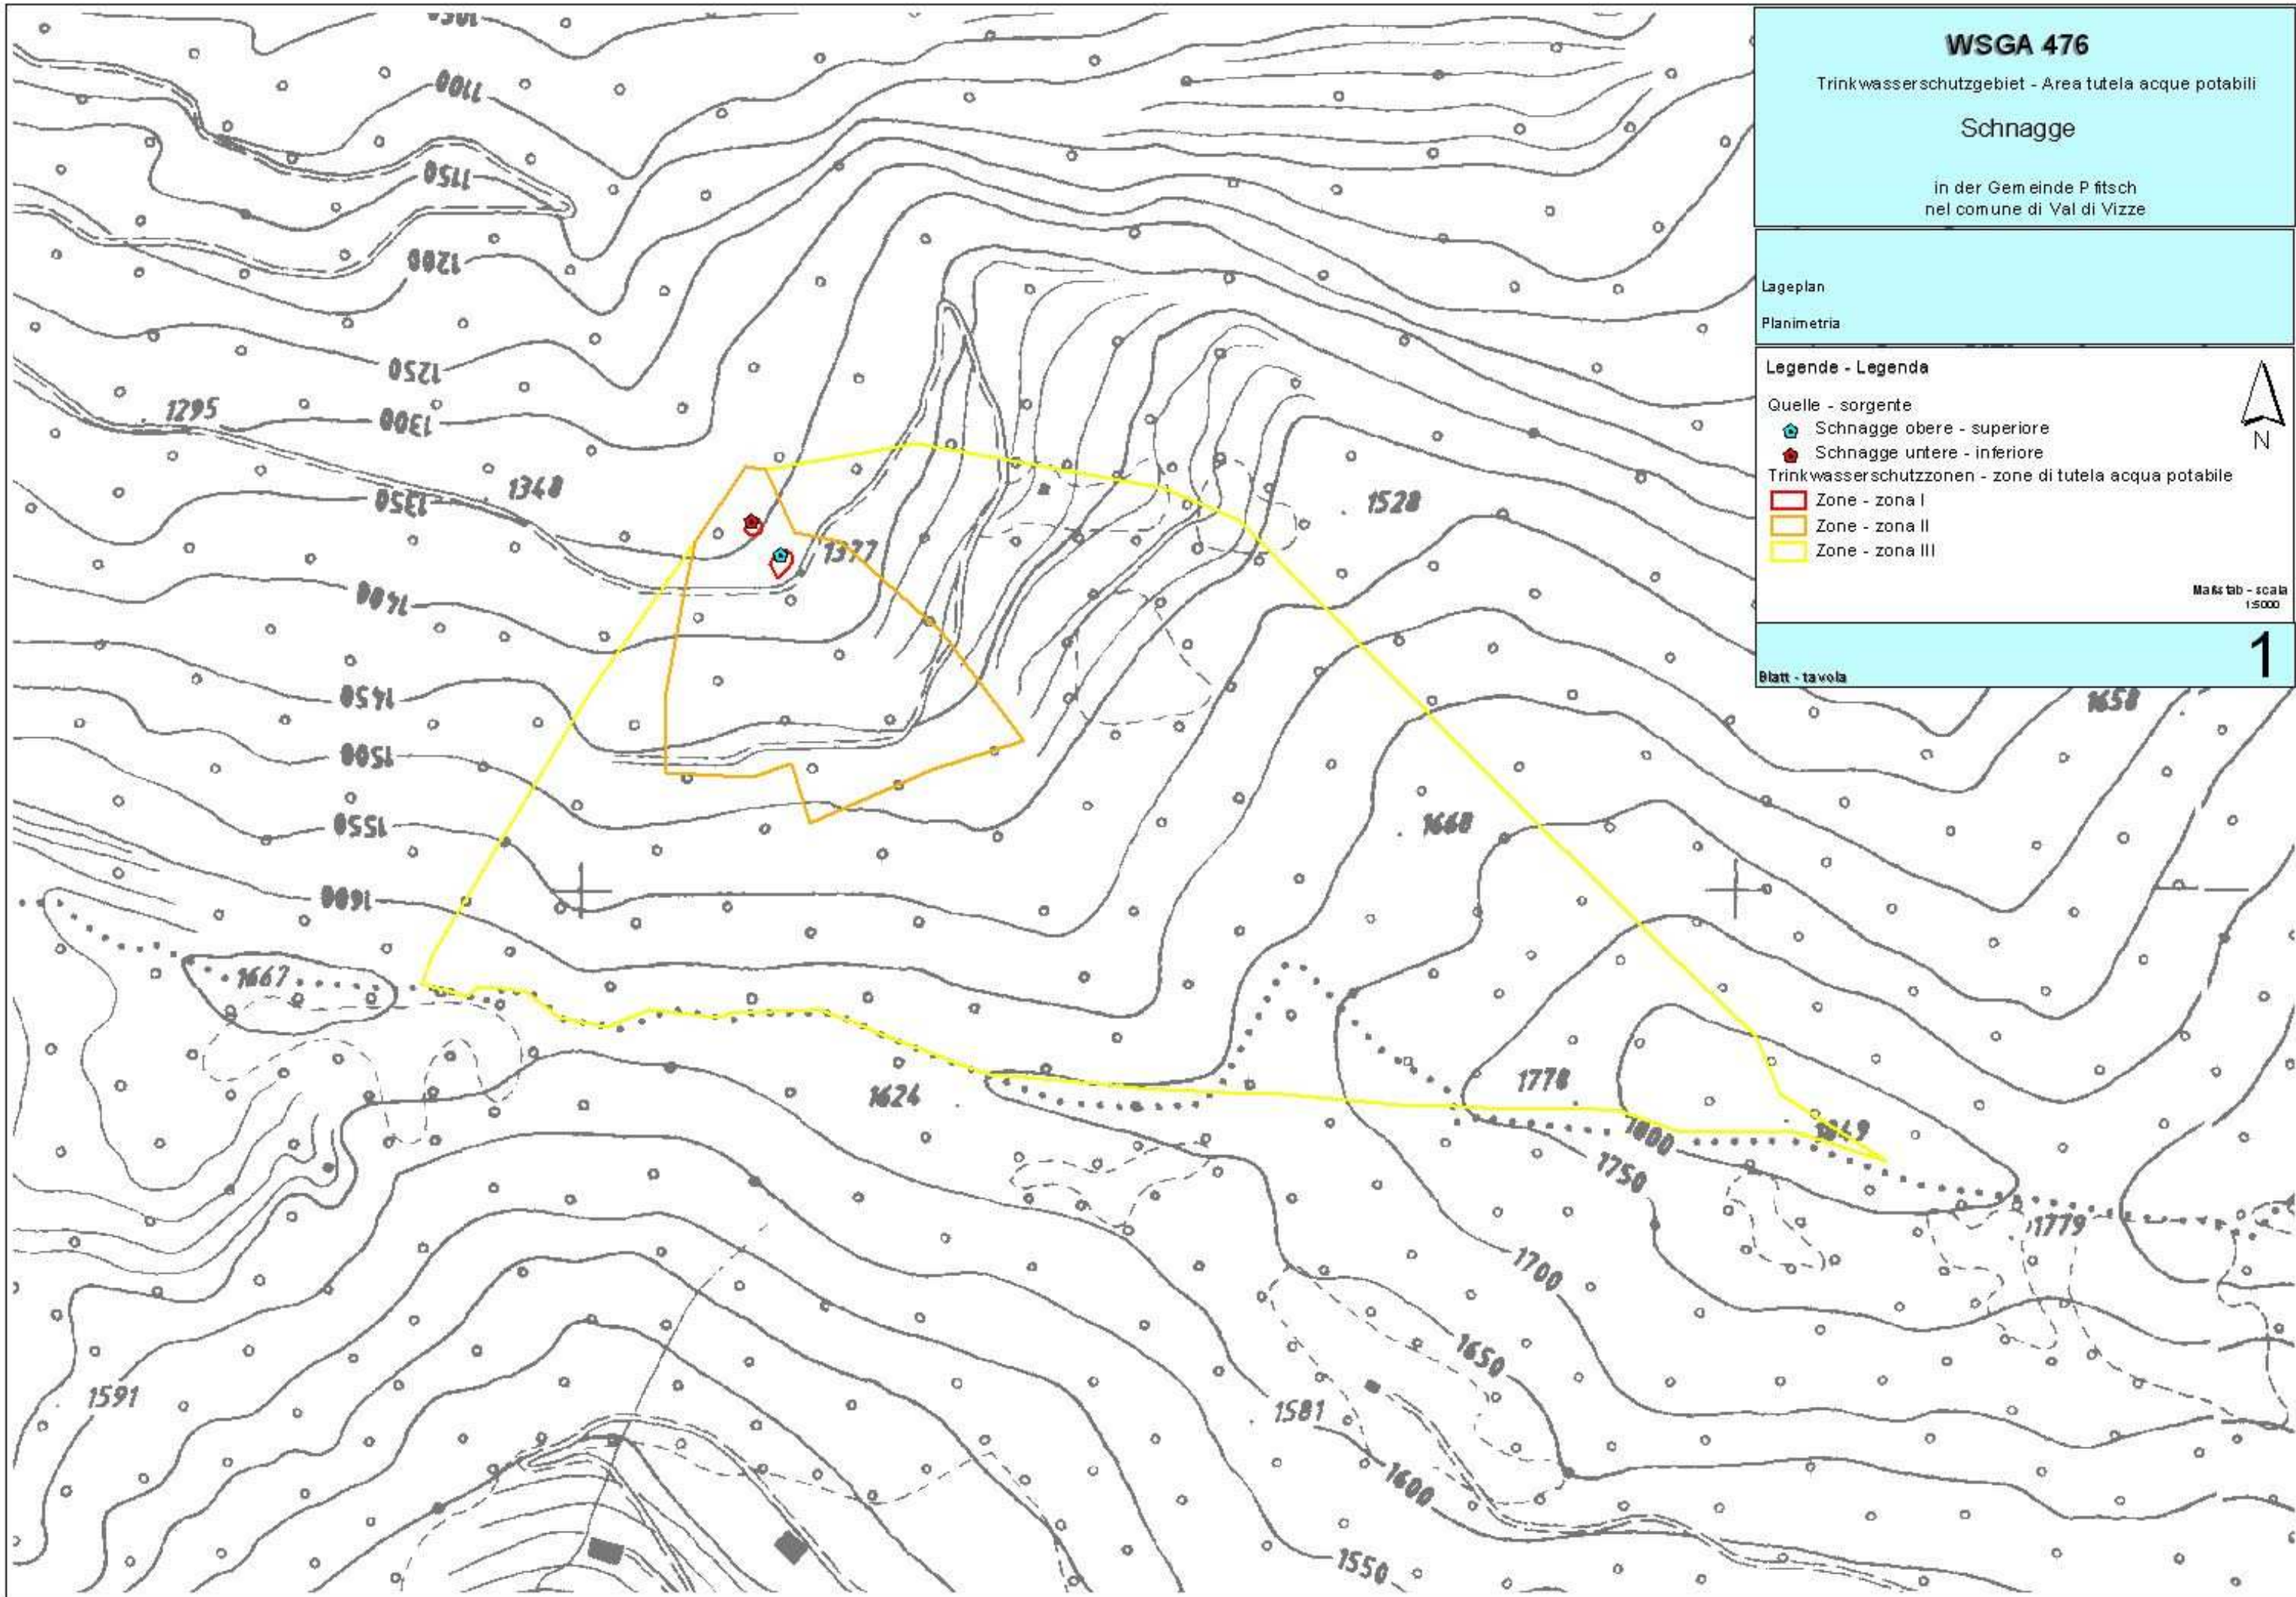 WSGA 476
Trinkwasserschutzgebiet - Area tutela acque potabili
Schnagge
in der Gemeinde Pfitsch
nel comune di Val di Vizze
Lageplan
Planimetria
Legende - Legenda
Quelle - sorgente
Schnagge obere - superiore
Schnagge untere - inferiore
Trinkwasserschutzzonen - zone di tutela acqua potabile
Zone - zona I
Zone - zona II
Zone - zona III
N
Maßstab - scala
1:5000
1
Blatt - tavola
1100
1150
1200
1250
1295
1300
1348
1350
1528
1377
1400
1450
1658
1500
1550
1668
1600
1667
1778
1624
1800
1750
1779
1700
1650
1591
1581
1600
1550